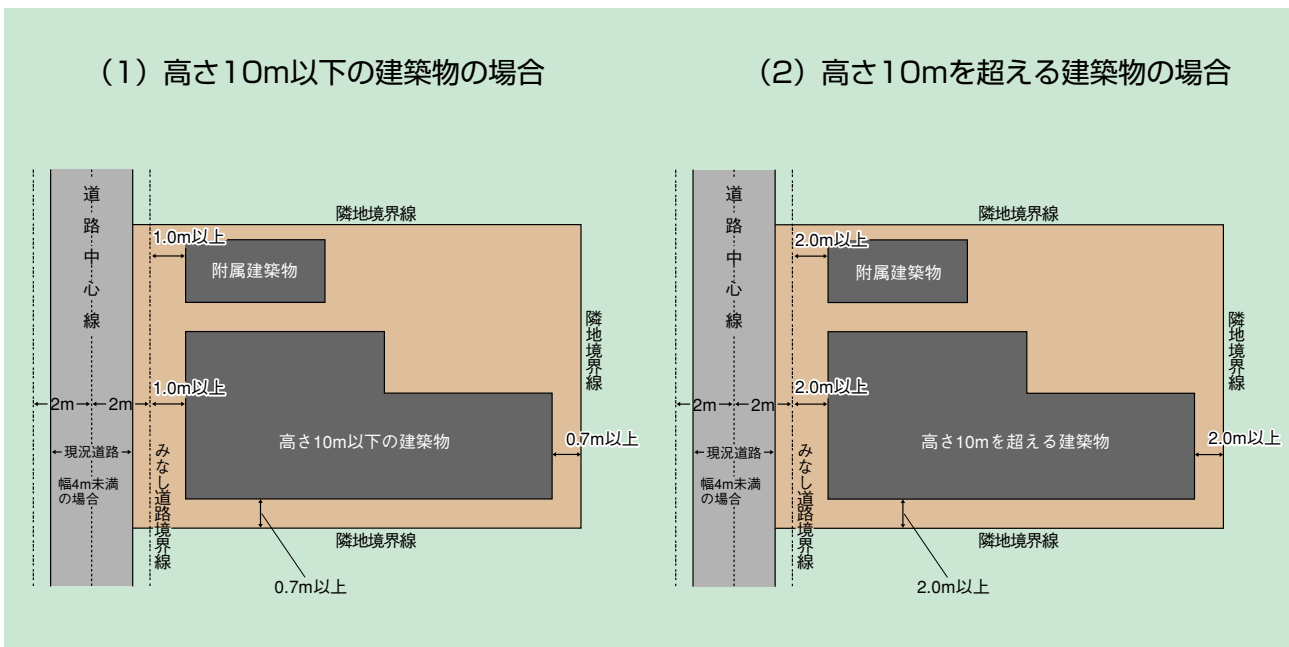 （1）高さ10m以下の建築物の場合
道路中心線
隣地境界線
1.0m以上
附属建築物
隣地境界線
1.0m以上
2m
2m
高さ10m以下の建築物
0.7m以上
現況道路
幅4m未満
の場合
みなし道路境界線
隣地境界線
0.7m以上
（2）高さ10mを超える建築物の場合
道路中心線
隣地境界線
2.0m以上
附属建築物
隣地境界線
2.0m以上
2m
2m
高さ10mを超える建築物
2.0m以上
現況道路
幅4m未満
の場合
みなし道路境界線
隣地境界線
2.0m以上